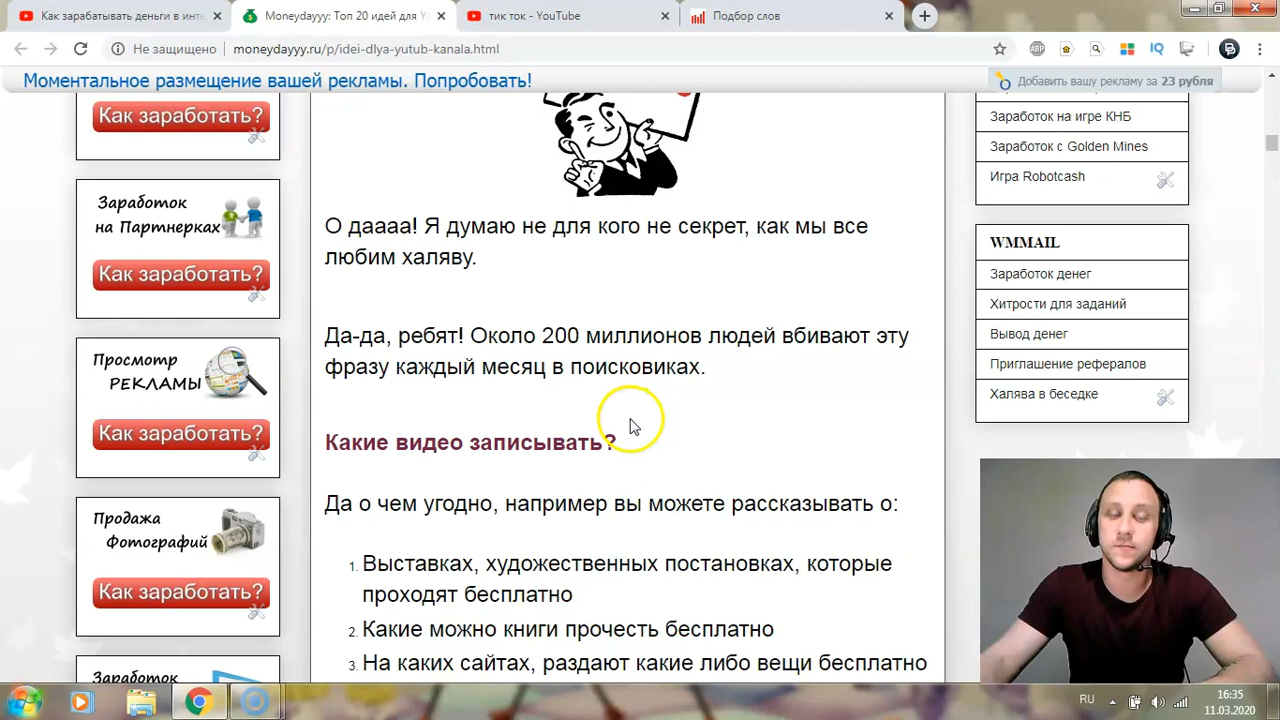 Как зарабатывать деньги в инте
Moneydayyy: Топ 20 идей для Y
тик ток - YouTube
Подбор слов
Не защищено
moneydayyy.ru/p/idei-dlya-yutub-kanala.html
ABP
IQ
Моментальное размещение вашей рекламы. Попробовать!
Добавить вашу рекламу за 23 рубля
Как заработать?
Заработок
на Партнерках
Как заработать?
Просмотр
РЕКЛАМЫ
Как заработать?
Продажа
Фотографий
Как заработать?
Заработок
О даааа! Я думаю не для кого не секрет, как мы все
любим халяву.
Да-да, ребят! Около 200 миллионов людей вбивают эту
фразу каждый месяц в поисковиках.
Какие видео записывать?
Да о чем угодно, например вы можете рассказывать о:
1. Выставках, художественных постановках, которые
проходят бесплатно
2. Какие можно книги прочесть бесплатно
3. На каких сайтах, раздают какие либо вещи бесплатно
Заработок на игре КНБ
Заработок с Golden Mines
Игра Robotcash
WMMAIL
Заработок денег
Хитрости для заданий
Вывод денег
Приглашение рефералов
Халява в беседке
RU
16:35
11.03.2020